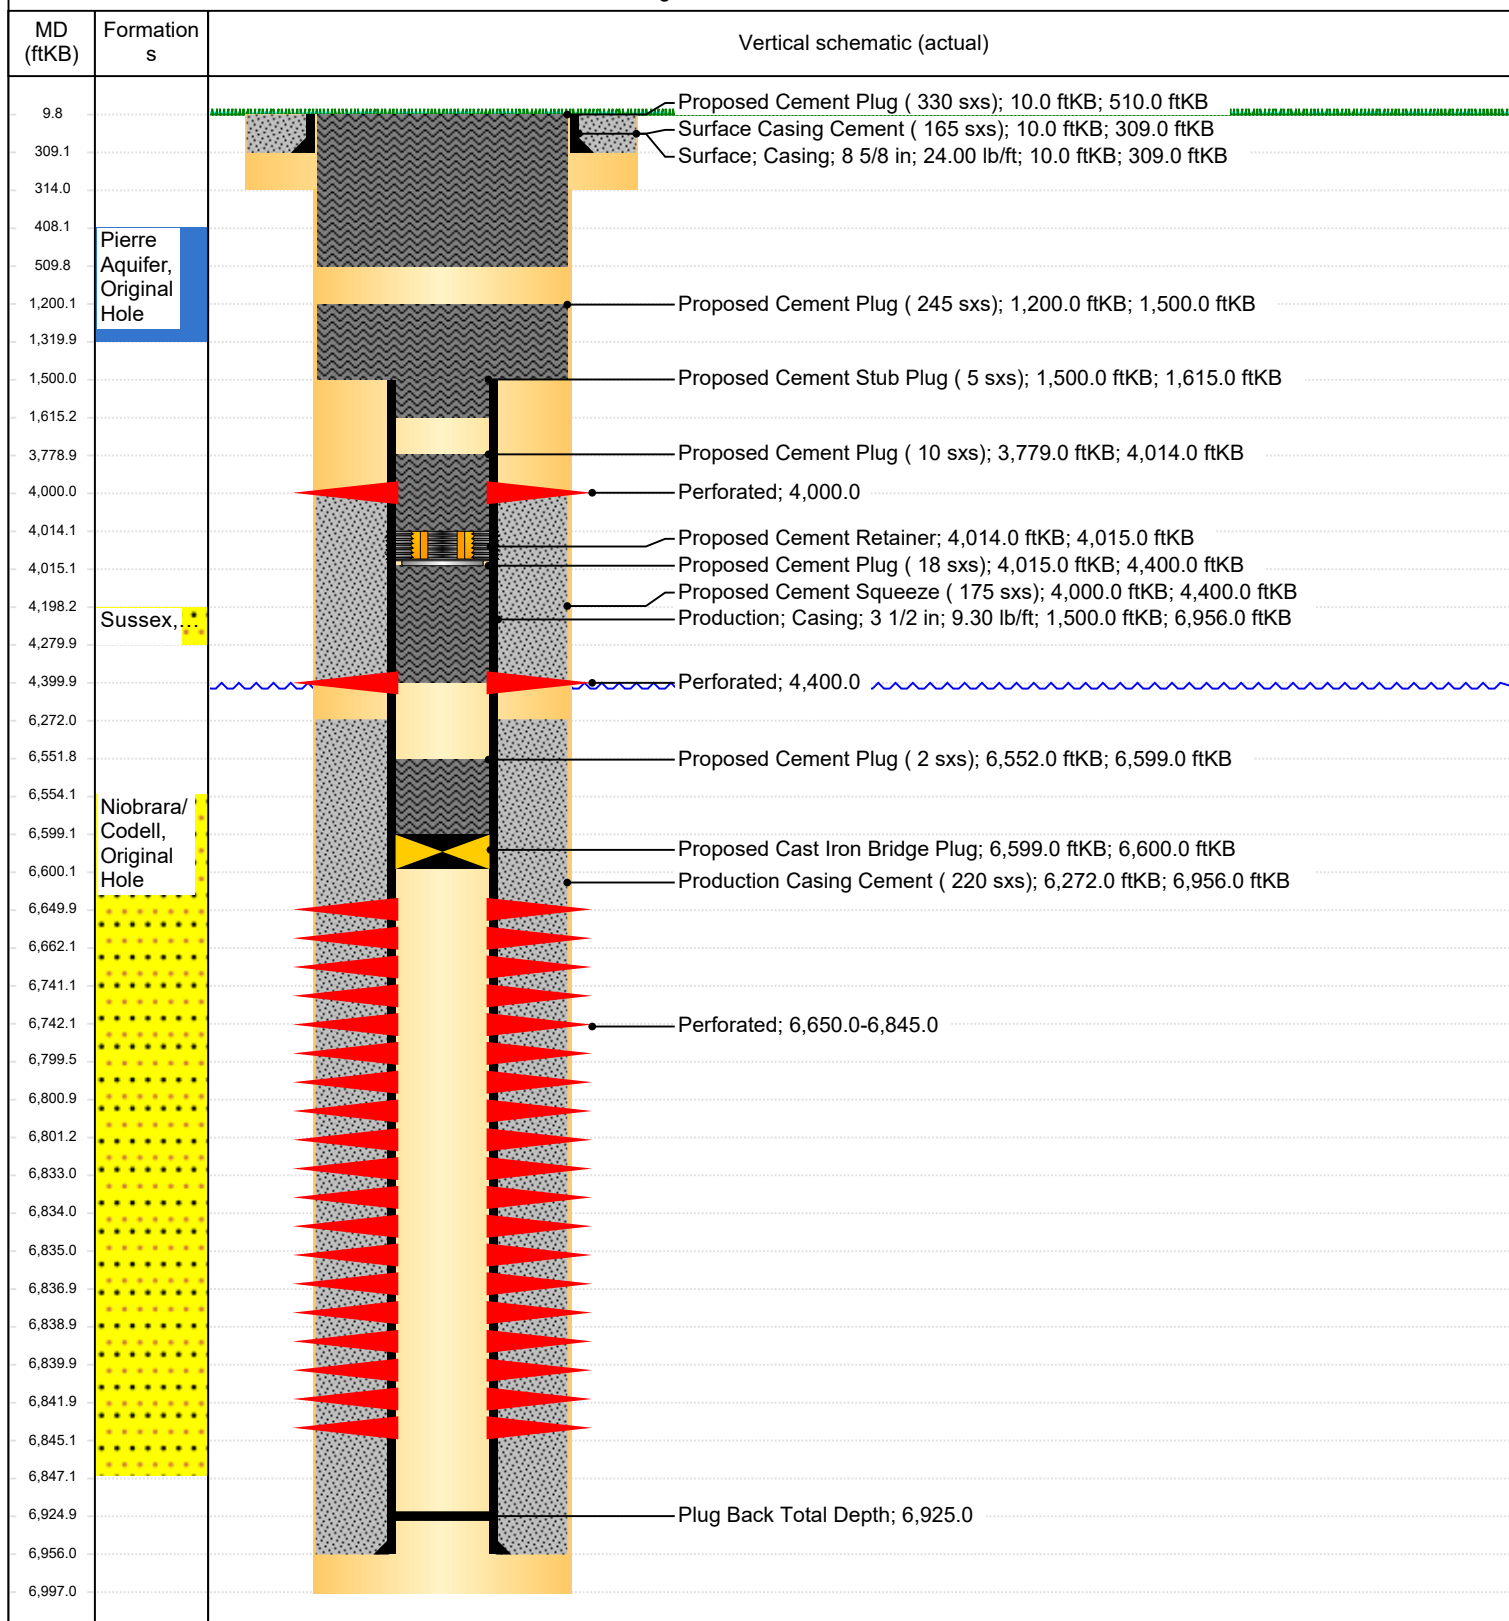 MD
(ftKB)
Formation
s
Vertical schematic (actual)
9.8
309.1
314.0
408.1
509.8
1,200.1
1,319.9
1,500.0
1,615.2
3,778.9
4,000.0
4,014.1
4,015.1
4,198.2
4,279.9
4,399.9
6,272.0
6,551.8
6,554.1
6,599.1
6,600.1
6,649.9
6,662.1
6,741.1
6,742.1
6,799.5
6,800.9
6,801.2
6,833.0
6,834.0
6,835.0
6,836.9
6,838.9
6,839.9
6,841.9
6,845.1
6,847.1
6,924.9
6,956.0
6,997.0
Pierre
Aquifer,
Original
Hole
Sussex,...
Niobrara/
Codell,
Original
Hole
Proposed Cement Plug ( 330 sxs); 10.0 ftKB; 510.0 ftKB
Surface Casing Cement ( 165 sxs); 10.0 ftKB; 309.0 ftKB
Surface; Casing; 8 5/8 in; 24.00 lb/ft; 10.0 ftKB; 309.0 ftKB
Proposed Cement Plug ( 245 sxs); 1,200.0 ftKB; 1,500.0 ftKB
Proposed Cement Stub Plug ( 5 sxs); 1,500.0 ftKB; 1,615.0 ftKB
Proposed Cement Plug ( 10 sxs); 3,779.0 ftKB; 4,014.0 ftKB
Perforated; 4,000.0
Proposed Cement Retainer; 4,014.0 ftKB; 4,015.0 ftKB
Proposed Cement Plug ( 18 sxs); 4,015.0 ftKB; 4,400.0 ftKB
Proposed Cement Squeeze ( 175 sxs); 4,000.0 ftKB; 4,400.0 ftKB
Production; Casing; 3 1/2 in; 9.30 lb/ft; 1,500.0 ftKB; 6,956.0 ftKB
Perforated; 4,400.0
Proposed Cement Plug ( 2 sxs); 6,552.0 ftKB; 6,599.0 ftKB
Proposed Cast Iron Bridge Plug; 6,599.0 ftKB; 6,600.0 ftKB
Production Casing Cement ( 220 sxs); 6,272.0 ftKB; 6,956.0 ftKB
Perforated; 6,650.0-6,845.0
Plug Back Total Depth; 6,925.0